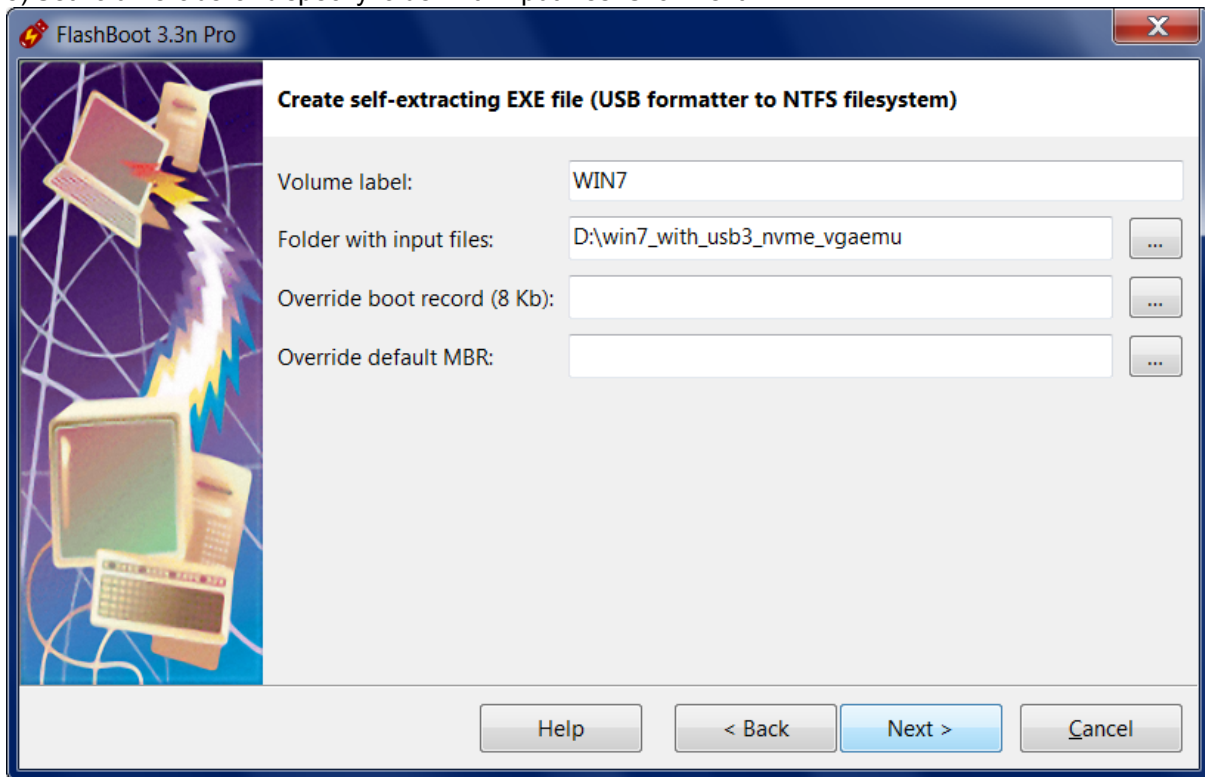 FlashBoot 3.3n Pro
Create self-extracting EXE file (USB formatter to NTFS filesystem)
Volume label:
WIN7
Folder with input files:
D:\win7_with_usb3_nvme_vgaemu
...
Override boot record (8 Kb):
...
Override default MBR:
...
Help
< Back
Next >
Cancel